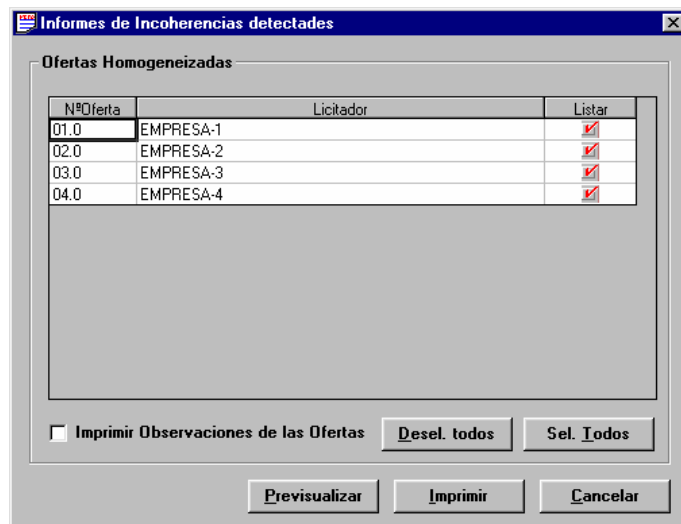 Informes de Incoherencias detectadas
Ofertas Homogeneizadas
NºOferta Licitador Listar
01.0 EMPRESA-1
02.0 EMPRESA-2
03.0 EMPRESA-3
04.0 EMPRESA-4
Imprimir Observaciones de las Ofertas Desel. todos Sel. Todos
Previsualizar Imprimir Cancelar